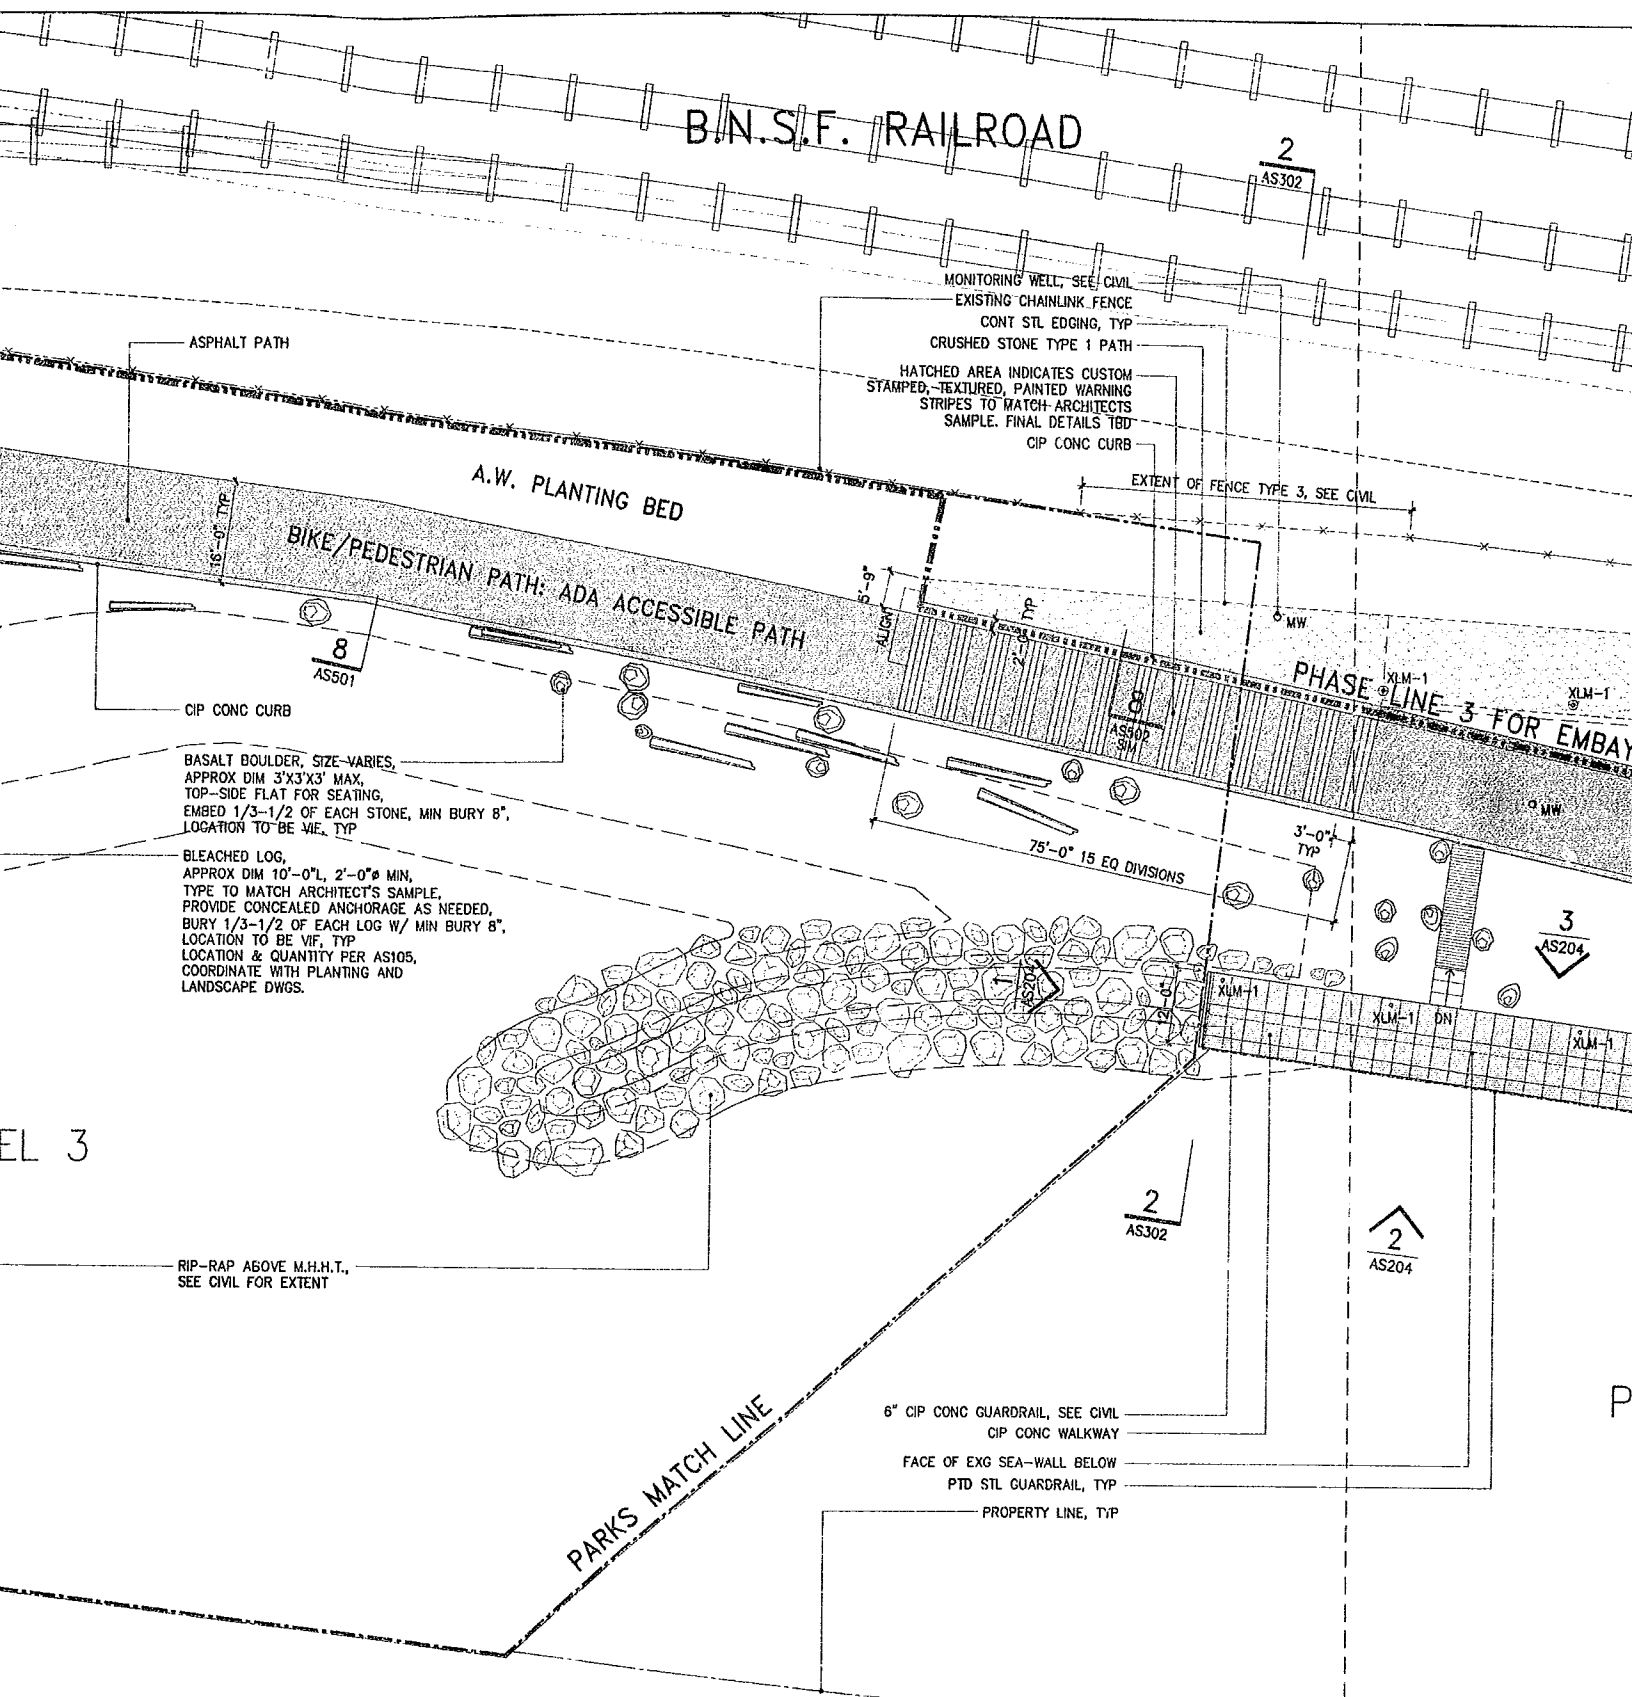 B.N.S.F. RAILROAD
2
AS302
MONITORING WELL, SEE CIVIL
EXISTING CHAINLINK FENCE
CONT STL EDGING, TYP
CRUSHED STONE TYPE 1 PATH
HATCHED AREA INDICATES CUSTOM
STAMPED, TEXTURED, PAINTED WARNING
STRIPES TO MATCH ARCHITECTS
SAMPLE. FINAL DETAILS TBD
CIP CONC CURB
ASPHALT PATH
EXTENT OF FENCE TYPE 3, SEE CIVIL
A.W. PLANTING BED
16'-0" TYP
BIKE/PEDESTRIAN PATH: ADA ACCESSIBLE PATH
5'-9"
ALIGN
2'-0" TYP
MW
8
AS501
PHASE LINE 3 FOR EMBAY
XLM-1
XLM-1
8
AS502
SIM
CIP CONC CURB
BASALT BOULDER, SIZE VARIES,
APPROX DIM 3'X3'X3' MAX,
TOP-SIDE FLAT FOR SEATING,
EMBED 1/3-1/2 OF EACH STONE, MIN BURY 8",
LOCATION TO BE VIF, TYP
MW
75'-0" 15 EQ DIVISIONS
3'-0"
TYP
BLEACHED LOG,
APPROX DIM 10'-0"L, 2'-0"ø MIN,
TYPE TO MATCH ARCHITECT'S SAMPLE,
PROVIDE CONCEALED ANCHORAGE AS NEEDED,
BURY 1/3-1/2 OF EACH LOG W/ MIN BURY 8",
LOCATION TO BE VIF, TYP
LOCATION & QUANTITY PER AS105,
COORDINATE WITH PLANTING AND
LANDSCAPE DWGS.
3
AS204
1
AS204
12'-0"
XLM-1
XLM-1
DN
XLM-1
EL 3
2
AS302
2
AS204
RIP-RAP ABOVE M.H.H.T.,
SEE CIVIL FOR EXTENT
P
PARKS MATCH LINE
6" CIP CONC GUARDRAIL, SEE CIVIL
CIP CONC WALKWAY
FACE OF EXG SEA-WALL BELOW
PTD STL GUARDRAIL, TYP
PROPERTY LINE, TYP